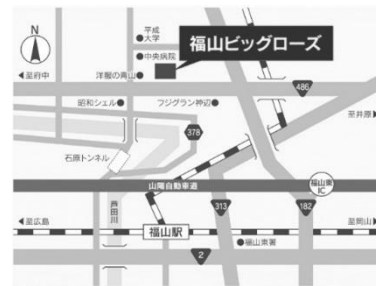 N
平成
大学
中央病院
福山ビッグローズ
至府中
洋服の青山
486
昭和シェル
フジグラン神辺
至井原
378
石原トンネル
芦田川
山陽自動車道
福山東
IC
313
182
至広島
福山駅
2
福山東署
至岡山